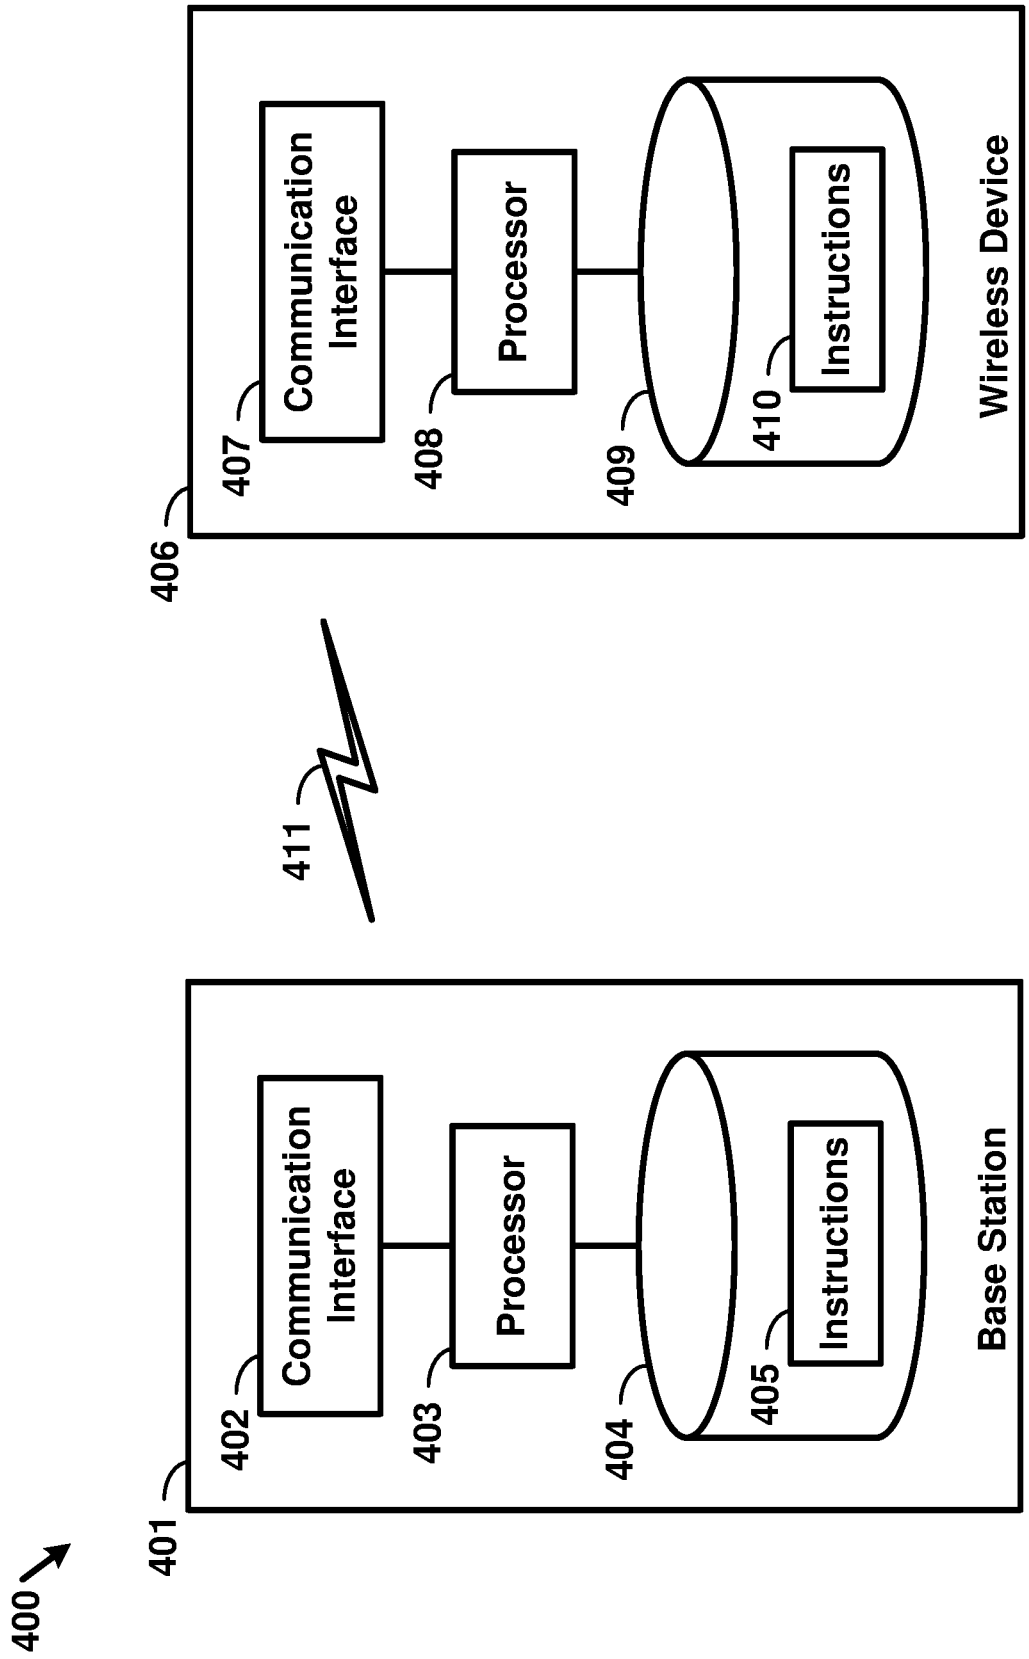 400
401
402
Communication
Interface
403
Processor
404
405
Instructions
Base Station
411
406
407
Communication
Interface
408
Processor
409
410
Instructions
Wireless Device